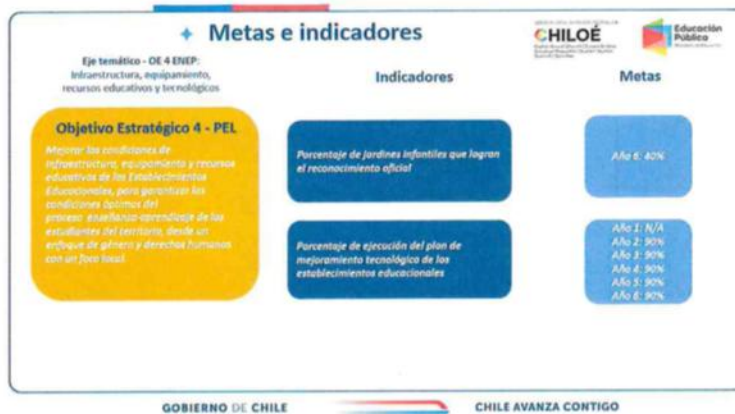 Metas e indicadores
CHILOÉ
Educación
Pública
Eje temático - OE 4 ENEP:
Infraestructura, equipamiento,
recursos educativos y tecnológicos
Indicadores
Metas
Objetivo Estratégico 4 - PEL
Mejorar las condiciones de
infraestructura, equipamiento y recursos
educativos de los Establecimientos
Educacionales, para garantizar las
condiciones óptimas del
proceso enseñanza-aprendizaje de los
estudiantes del territorio, desde un
enfoque de género y derechos humanos
con un foco local.
Porcentaje de jardines infantiles que logran
el reconocimiento oficial
Año 6: 40%
Porcentaje de ejecución del plan de
mejoramiento tecnológico de los
establecimientos educacionales
Año 1: N/A
Año 2: 90%
Año 3: 90%
Año 4: 90%
Año 5: 90%
Año 6: 90%
GOBIERNO DE CHILE
CHILE AVANZA CONTIGO